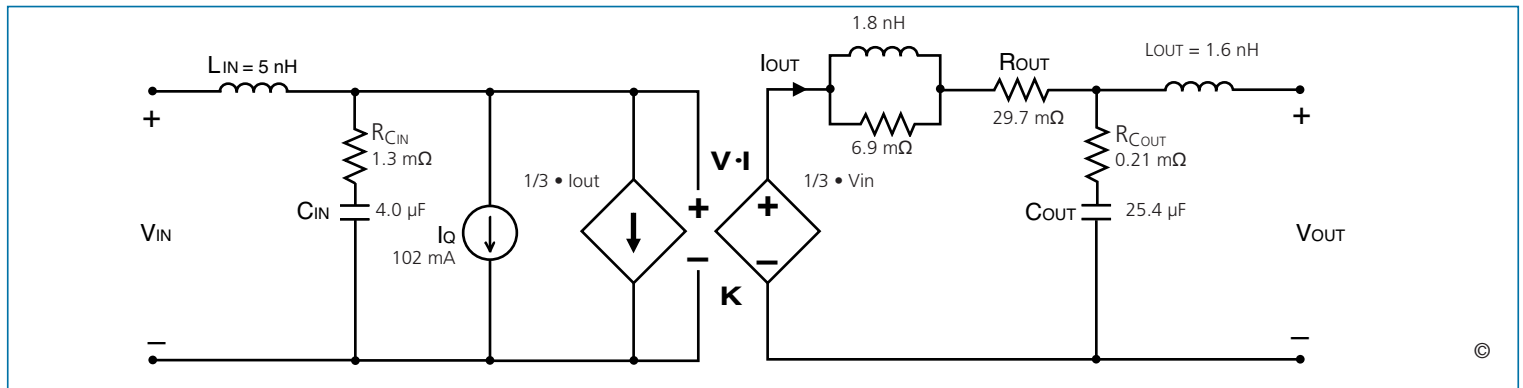 1.8 nH
LIN = 5 nH
IOUT
ROUT
LOUT = 1.6 nH
+
+
RCIN
1.3 mΩ
6.9 mΩ
29.7 mΩ
RCOUT
0.21 mΩ
V•I
1/3 • Iout
1/3 • Vin
+
+
CIN
4.0 µF
COUT
25.4 µF
VIN
IQ
102 mA
VOUT
–
–
K
–
–
©